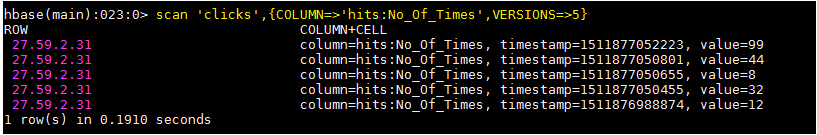 hbase(main):023:0> scan 'clicks',{COLUMN=>'hits:No_Of_Times',VERSIONS=>5}
ROW COLUMN+CELL
27.59.2.31 column=hits:No_Of_Times, timestamp=1511877052223, value=99
27.59.2.31 column=hits:No_Of_Times, timestamp=1511877050801, value=44
27.59.2.31 column=hits:No_Of_Times, timestamp=1511877050655, value=8
27.59.2.31 column=hits:No_Of_Times, timestamp=1511877050455, value=32
27.59.2.31 column=hits:No_Of_Times, timestamp=1511876988874, value=12
1 row(s) in 0.1910 seconds